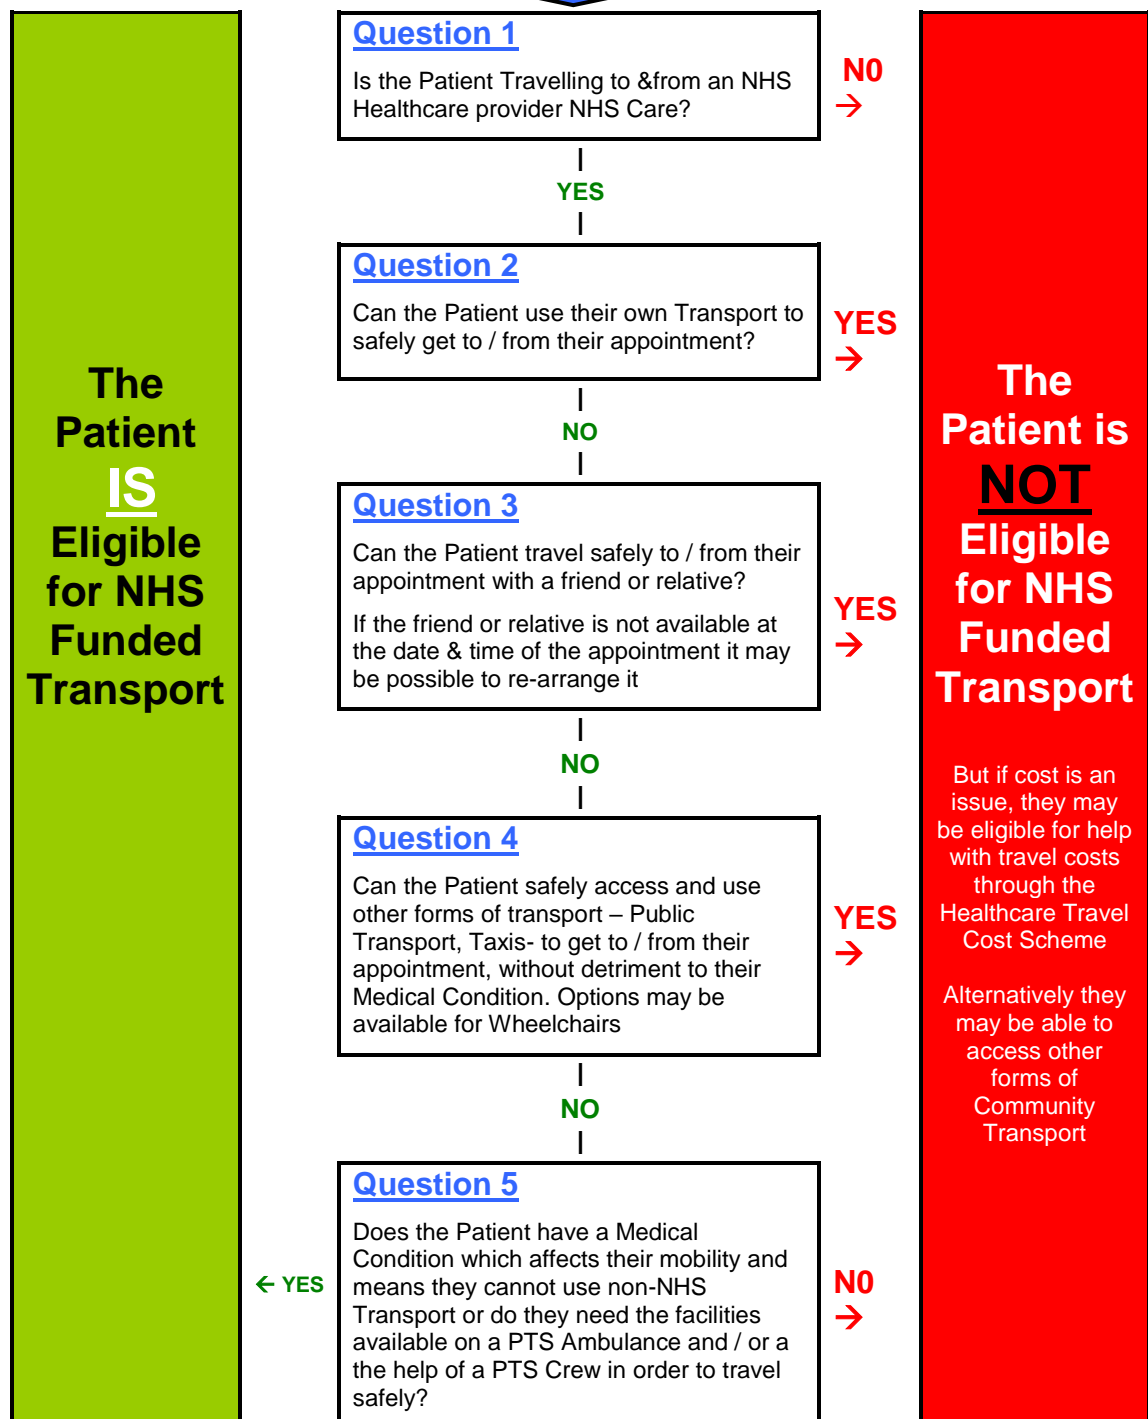 The
Patient
IS
Eligible
for NHS
Funded
Transport
Question 1
Is the Patient Travelling to &from an NHS
Healthcare provider NHS Care?
N0
→
|
YES
|
Question 2
Can the Patient use their own Transport to
safely get to / from their appointment?
YES
→
|
NO
|
Question 3
Can the Patient travel safely to / from their
appointment with a friend or relative?
If the friend or relative is not available at
the date & time of the appointment it may
be possible to re-arrange it
YES
→
|
NO
|
Question 4
Can the Patient safely access and use
other forms of transport – Public
Transport, Taxis- to get to / from their
appointment, without detriment to their
Medical Condition. Options may be
available for Wheelchairs
YES
→
|
NO
|
Question 5
Does the Patient have a Medical
Condition which affects their mobility and
means they cannot use non-NHS
Transport or do they need the facilities
available on a PTS Ambulance and / or a
the help of a PTS Crew in order to travel
safely?
← YES
N0
→
The
Patient is
NOT
Eligible
for NHS
Funded
Transport
But if cost is an
issue, they may
be eligible for help
with travel costs
through the
Healthcare Travel
Cost Scheme
Alternatively they
may be able to
access other
forms of
Community
Transport